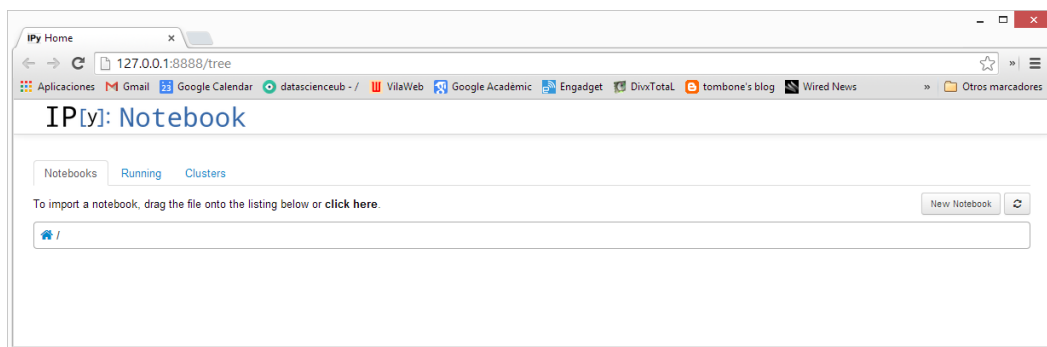 IPy Home
127.0.0.1:8888/tree
Aplicaciones Gmail 23 Google Calendar datascienceub - / VilaWeb Google Acadèmic Engadget DivxTotaL tombone's blog Wired News » Otros marcadores
IP[y]: Notebook
Notebooks Running Clusters
To import a notebook, drag the file onto the listing below or click here. New Notebook
/